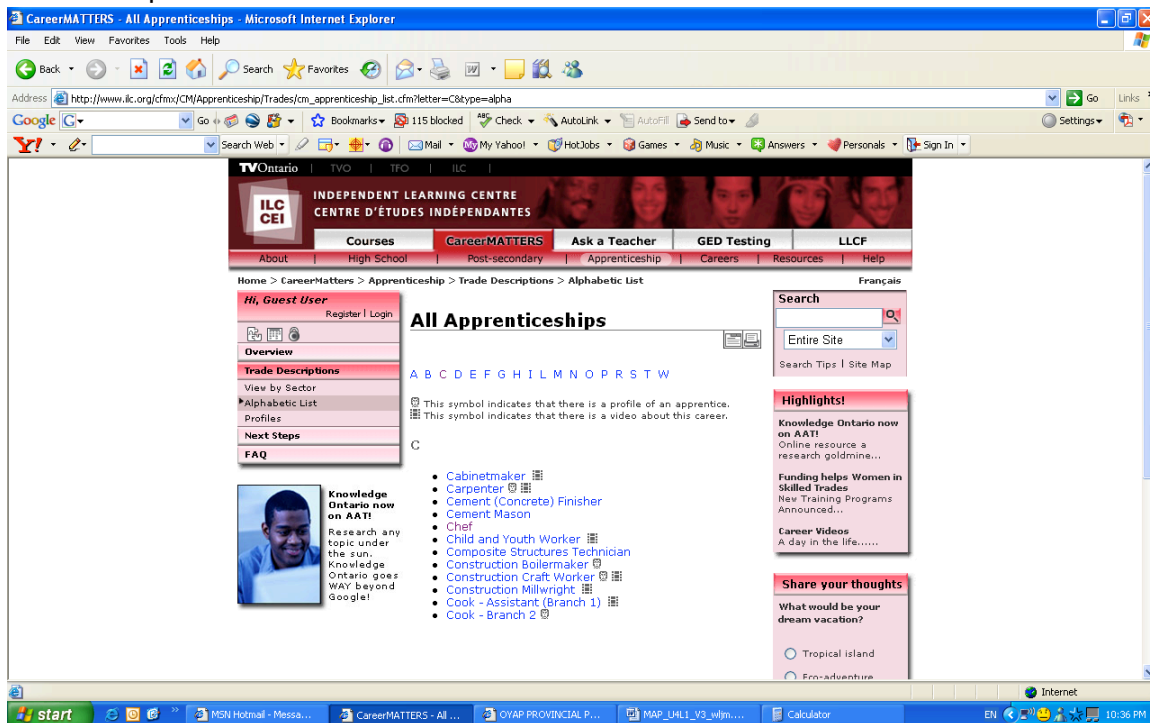 CareerMATTERS - All Apprenticeships - Microsoft Internet Explorer
File Edit View Favorites Tools Help
Back Search Favorites
Address http://www.ilc.org/cfmx/CM/Apprenticeship/Trades/cm_apprenticeship_list.cfm?letter=C&type=alpha Go Links
Google G Go Bookmarks 115 blocked Check AutoLink AutoFill Send to Settings
Y! Search Web Mail My Yahoo! HotJobs Games Music Answers Personals Sign In
TVOntario | TVO | TFO | ILC |
ILC
CEI
INDEPENDENT LEARNING CENTRE
CENTRE D'ÉTUDES INDÉPENDANTES
Courses CareerMATTERS Ask a Teacher GED Testing LLCF
About | High School | Post-secondary | Apprenticeship | Careers | Resources | Help
Home > CareerMatters > Apprenticeship > Trade Descriptions > Alphabetic List Français
Hi, Guest User
Register | Login
Overview
Trade Descriptions
View by Sector
Alphabetic List
Profiles
Next Steps
FAQ
Knowledge
Ontario now
on AAT!
Research any
topic under
the sun.
Knowledge
Ontario goes
WAY beyond
Google!
All Apprenticeships
A B C D E F G H I L M N O P R S T W
This symbol indicates that there is a profile of an apprentice.
This symbol indicates that there is a video about this career.
C
Cabinetmaker
Carpenter
Cement (Concrete) Finisher
Cement Mason
Chef
Child and Youth Worker
Composite Structures Technician
Construction Boilermaker
Construction Craft Worker
Construction Millwright
Cook - Assistant (Branch 1)
Cook - Branch 2
Search
Entire Site
Search Tips | Site Map
Highlights!
Knowledge Ontario now
on AAT!
Online resource a
research goldmine...
Funding helps Women in
Skilled Trades
New Training Programs
Announced...
Career Videos
A day in the life......
Share your thoughts
What would be your
dream vacation?
Tropical island
Eco-adventure
Internet
start MSN Hotmail - Messa... CareerMATTERS - All ... OYAP PROVINCIAL P... MAP_U4L1_V3_wljm.... Calculator EN 10:36 PM